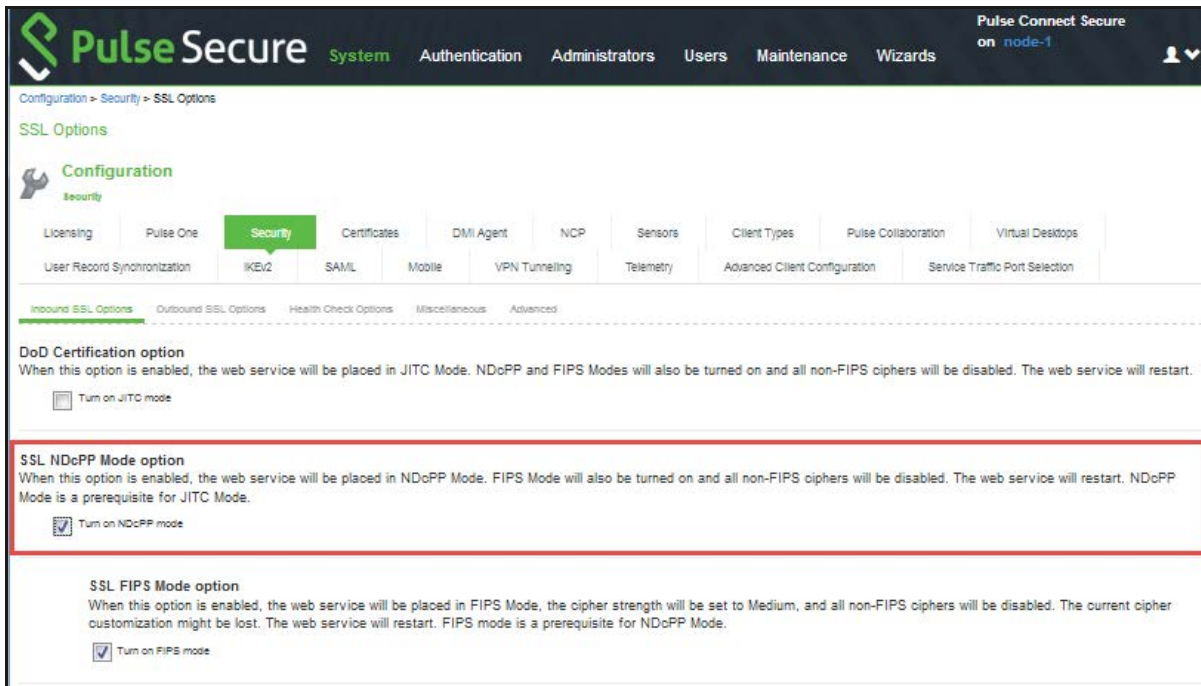 Pulse Secure
System Authentication Administrators Users Maintenance Wizards
Pulse Connect Secure
on node-1
Configuration > Security > SSL Options
SSL Options
Configuration
Security
Licensing Pulse One Security Certificates DMI Agent NCP Sensors Client Types Pulse Collaboration Virtual Desktops
User Record Synchronization IKEv2 SAML Mobile VPN Tunneling Telemetry Advanced Client Configuration Service Traffic Port Selection
Inbound SSL Options Outbound SSL Options Health Check Options Miscellaneous Advanced
DoD Certification option
When this option is enabled, the web service will be placed in JITC Mode. NDcPP and FIPS Modes will also be turned on and all non-FIPS ciphers will be disabled. The web service will restart.
Turn on JITC mode
SSL NDcPP Mode option
When this option is enabled, the web service will be placed in NDcPP Mode. FIPS Mode will also be turned on and all non-FIPS ciphers will be disabled. The web service will restart. NDcPP
Mode is a prerequisite for JITC Mode.
Turn on NDcPP mode
SSL FIPS Mode option
When this option is enabled, the web service will be placed in FIPS Mode, the cipher strength will be set to Medium, and all non-FIPS ciphers will be disabled. The current cipher
customization might be lost. The web service will restart. FIPS mode is a prerequisite for NDcPP Mode.
Turn on FIPS mode